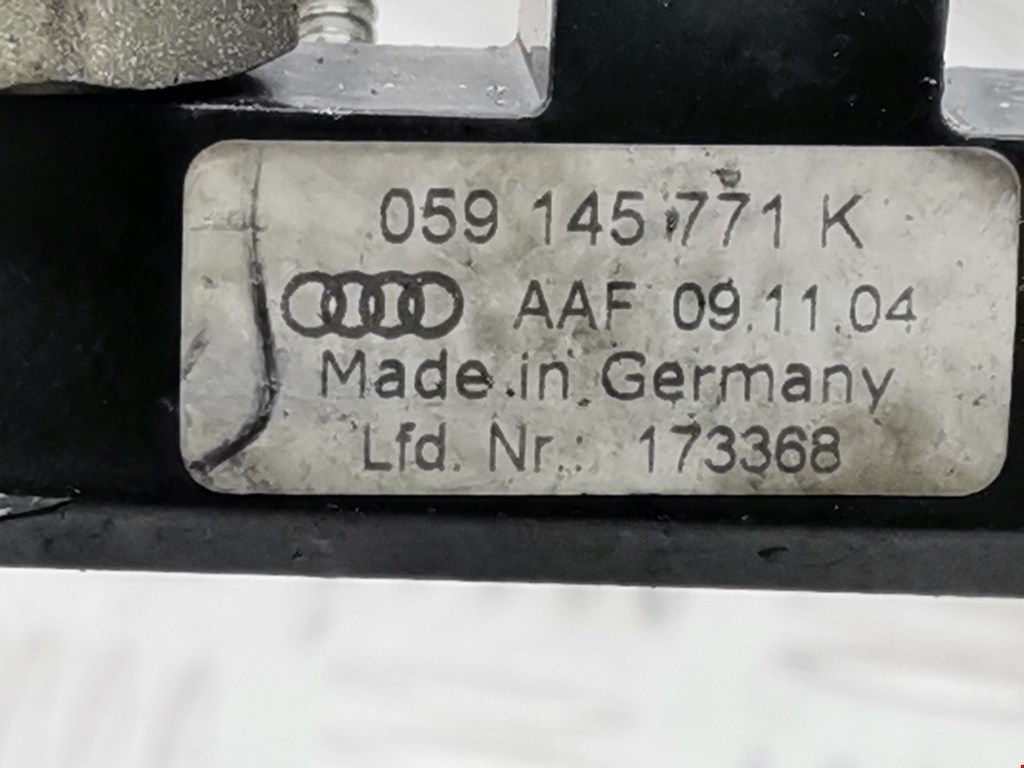 059 145 771 K
AAF 09.11.04
Made in Germany
Lfd. Nr.: 173368